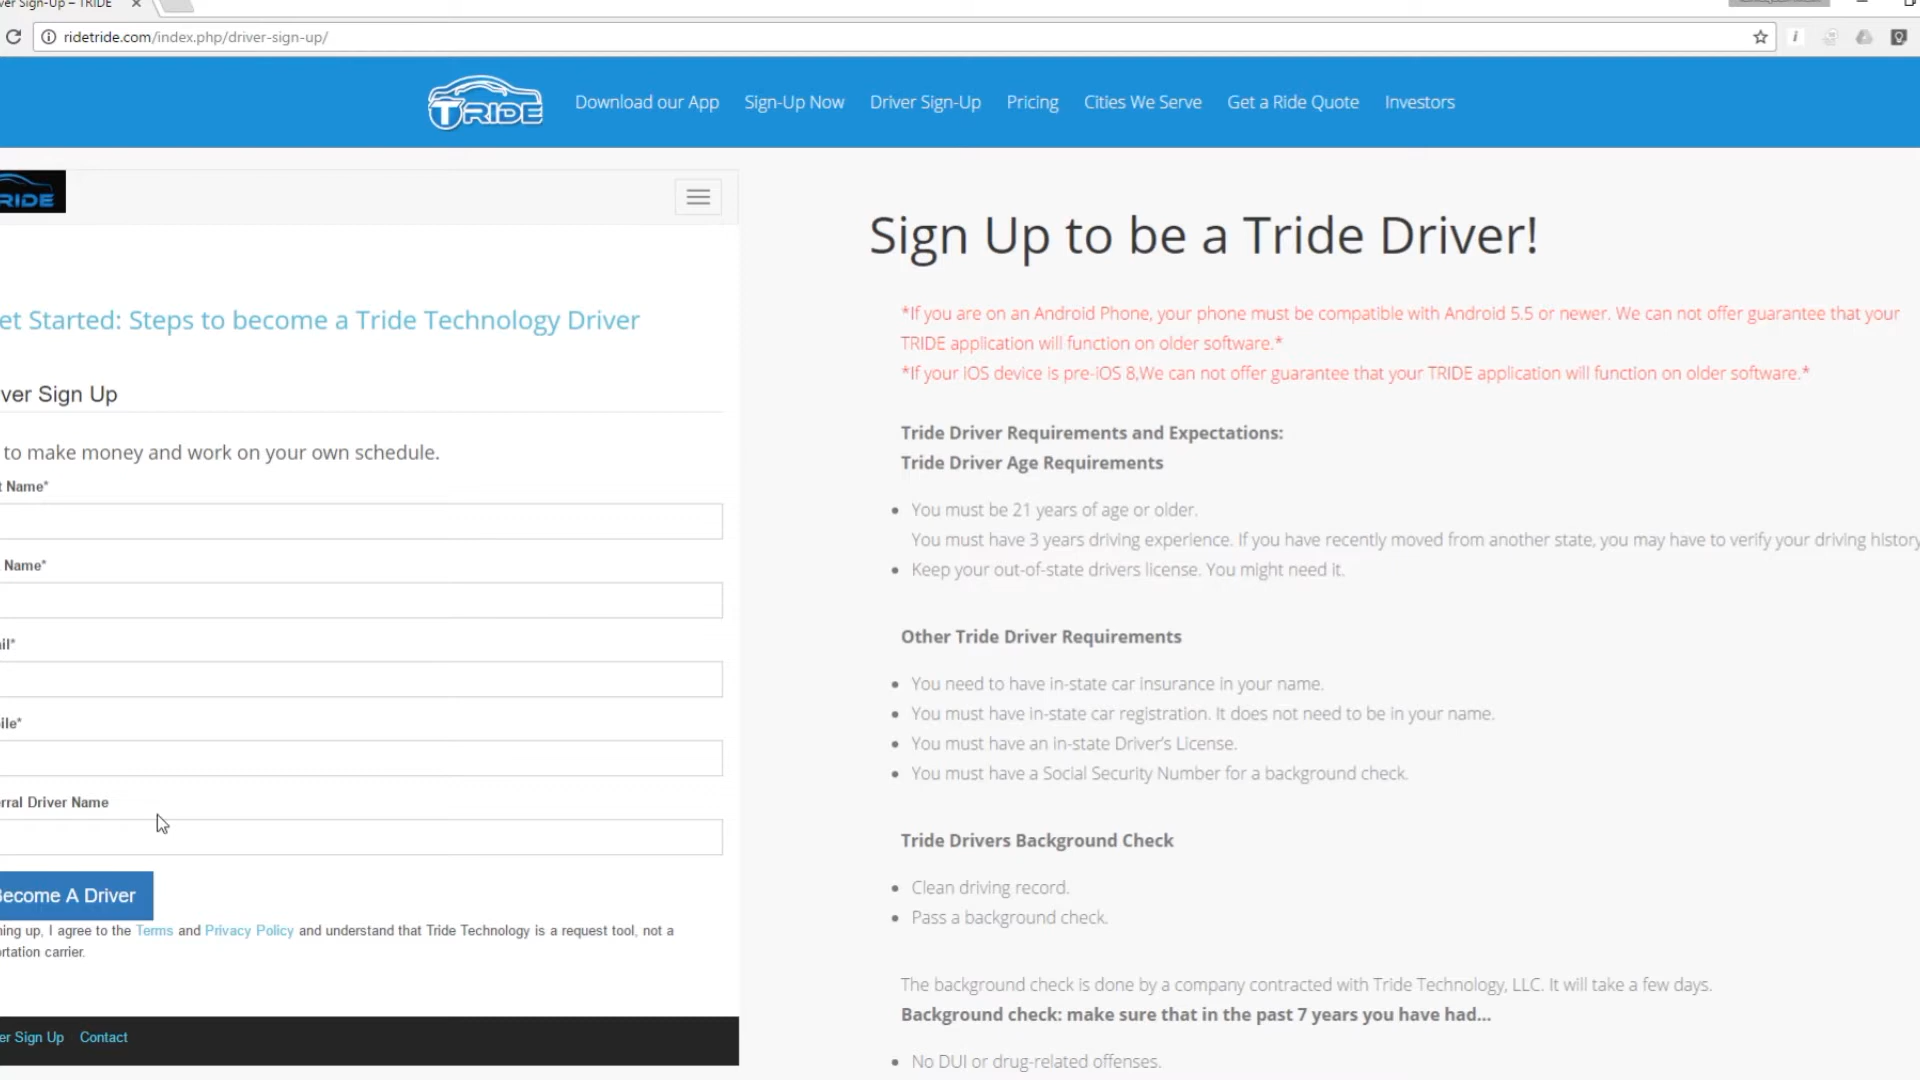 ver Sign-Up – TRIDE
ridetride.com/index.php/driver-sign-up/
TRIDE
Download our App
Sign-Up Now
Driver Sign-Up
Pricing
Cities We Serve
Get a Ride Quote
Investors
RIDE
et Started: Steps to become a Tride Technology Driver
ver Sign Up
to make money and work on your own schedule.
t Name*
Name*
il*
ile*
rral Driver Name
Become A Driver
ning up, I agree to the Terms and Privacy Policy and understand that Tride Technology is a request tool, not a
rtation carrier.
er Sign Up
Contact
Sign Up to be a Tride Driver!
*If you are on an Android Phone, your phone must be compatible with Android 5.5 or newer. We can not offer guarantee that your
TRIDE application will function on older software.*
*If your iOS device is pre-iOS 8,We can not offer guarantee that your TRIDE application will function on older software.*
Tride Driver Requirements and Expectations:
Tride Driver Age Requirements
• You must be 21 years of age or older.
You must have 3 years driving experience. If you have recently moved from another state, you may have to verify your driving history
• Keep your out-of-state drivers license. You might need it.
Other Tride Driver Requirements
• You need to have in-state car insurance in your name.
• You must have in-state car registration. It does not need to be in your name.
• You must have an in-state Driver’s License.
• You must have a Social Security Number for a background check.
Tride Drivers Background Check
• Clean driving record.
• Pass a background check.
The background check is done by a company contracted with Tride Technology, LLC. It will take a few days.
Background check: make sure that in the past 7 years you have had...
• No DUI or drug-related offenses.